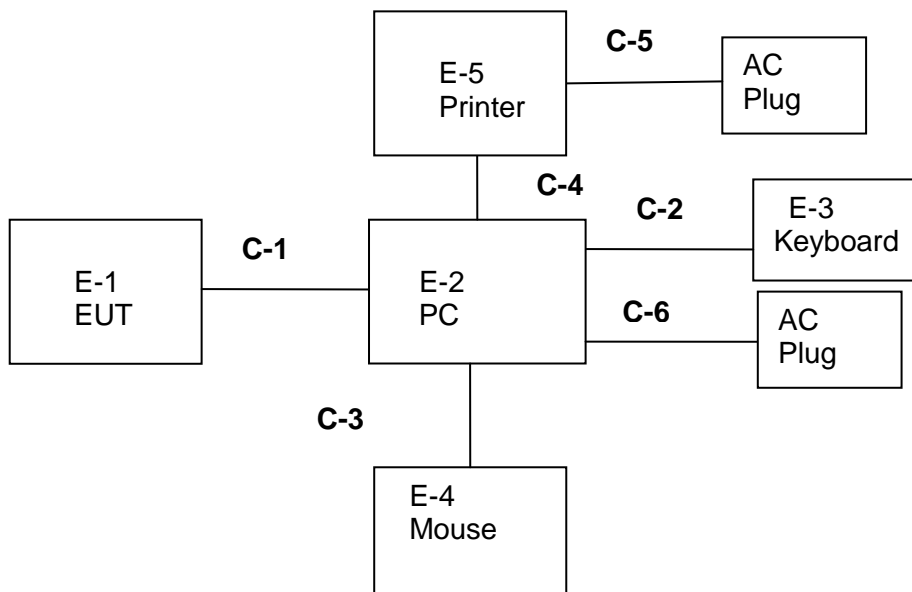 C-5
E-5
Printer
AC
Plug
C-4
C-2
E-3
Keyboard
C-1
E-1
EUT
E-2
PC
C-6
AC
Plug
C-3
E-4
Mouse